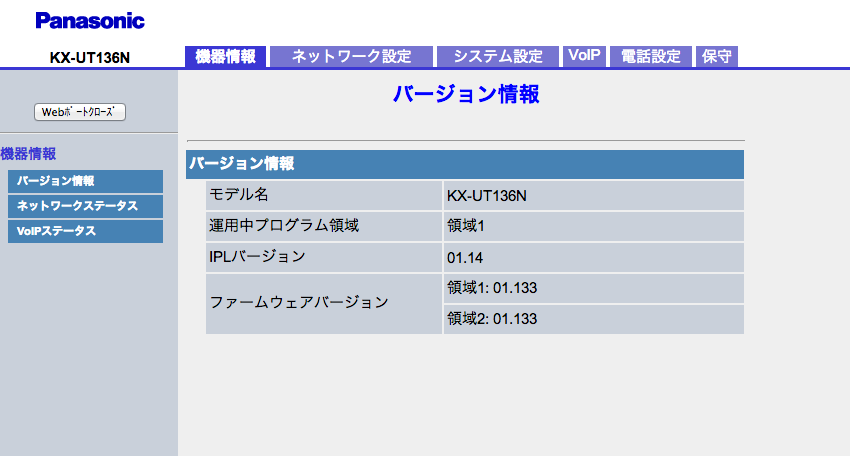 Panasonic
KX-UT136N
機器情報 ネットワーク設定 システム設定 VoIP 電話設定 保守
Webﾎﾟｰﾄｸﾛｰｽﾞ
機器情報
バージョン情報
ネットワークステータス
VoIPステータス
バージョン情報
バージョン情報
モデル名 KX-UT136N
運用中プログラム領域 領域1
IPLバージョン 01.14
ファームウェアバージョン 領域1: 01.133
領域2: 01.133